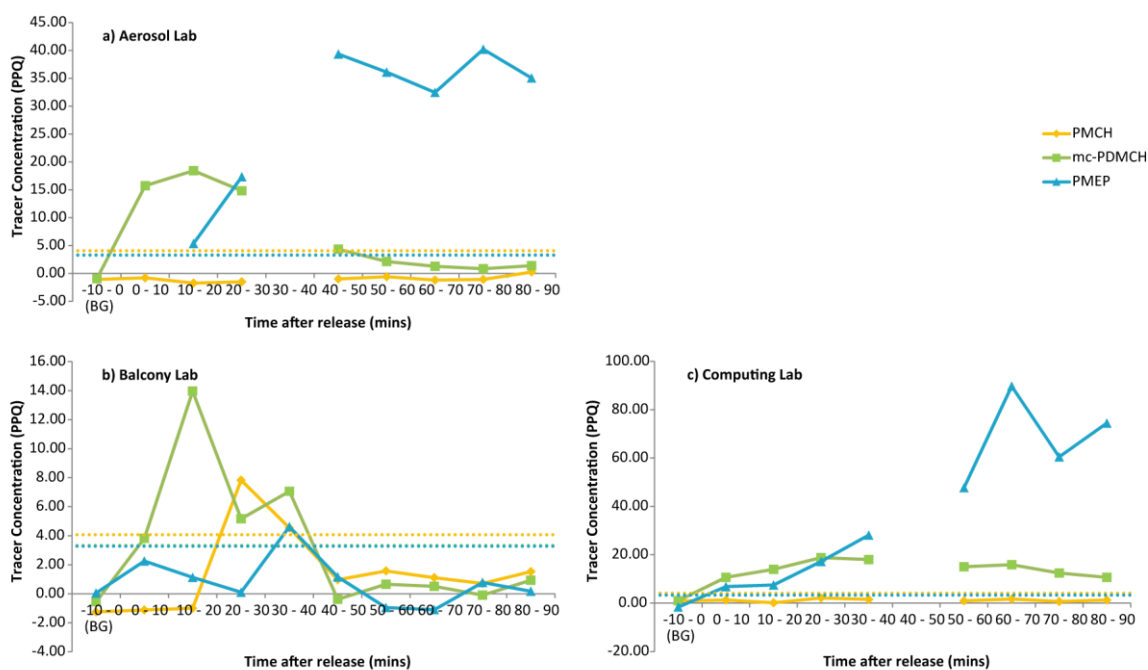 a) Aerosol Lab
Tracer Concentration (PPQ)
45.00
40.00
35.00
30.00
25.00
20.00
15.00
10.00
5.00
0.00
-5.00
-10 - 0 0 - 10 10 - 20 20 - 30 30 - 40 40 - 50 50 - 60 60 - 70 70 - 80 80 - 90
(BG)
Time after release (mins)
PMCH
mc-PDMCH
PMEP
b) Balcony Lab
Tracer Concentration (PPQ)
16.00
14.00
12.00
10.00
8.00
6.00
4.00
2.00
0.00
-2.00
-4.00
-10 - 0 0 - 10 10 - 20 20 - 30 30 - 40 40 - 50 50 - 60 60 - 70 70 - 80 80 - 90
(BG)
Time after release (mins)
c) Computing Lab
Tracer Concentration (PPQ)
100.00
80.00
60.00
40.00
20.00
0.00
-20.00
-10 - 0 0 - 10 10 - 20 20 - 30 30 - 40 40 - 50 50 - 60 60 - 70 70 - 80 80 - 90
(BG)
Time after release (mins)